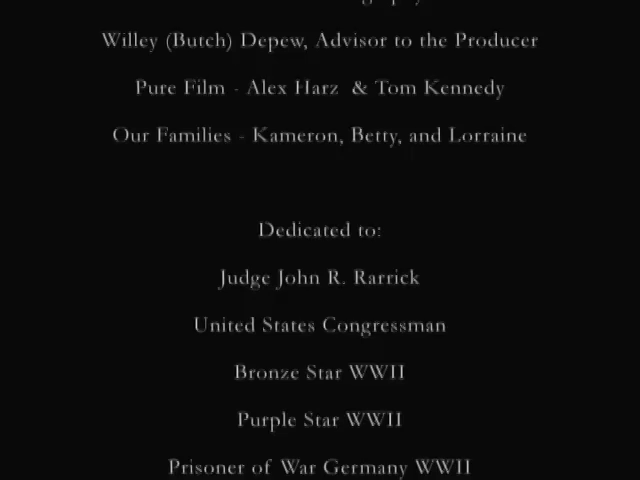 Willey (Butch) Depew, Advisor to the Producer
Pure Film - Alex Harz & Tom Kennedy
Our Families - Kameron, Betty, and Lorraine
Dedicated to:
Judge John R. Rarrick
United States Congressman
Bronze Star WWII
Purple Star WWII
Prisoner of War Germany WWII